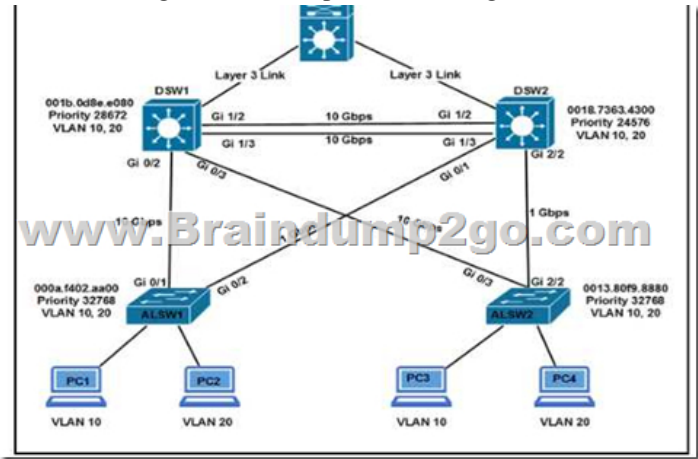 Layer 3 Link
Layer 3 Link
DSW1
DSW2
001b.0d8e.e080
Priority 28672
VLAN 10, 20
0018.7363.4300
Priority 24576
VLAN 10, 20
Gi 1/2
10 Gbps
Gi 1/2
Gi 1/3
10 Gbps
Gi 1/3
Gi 0/2
Gi 0/3
Gi 0/1
Gi 2/2
1 Gbps
www.Braindump2go.com
000a.f402.aa00
Priority 32768
VLAN 10, 20
Gi 0/1
Gi 0/2
Gi 0/3
Gi 2/2
0013.80f9.8880
Priority 32768
VLAN 10, 20
ALSW1
ALSW2
PC1
PC2
PC3
PC4
VLAN 10
VLAN 20
VLAN 10
VLAN 20